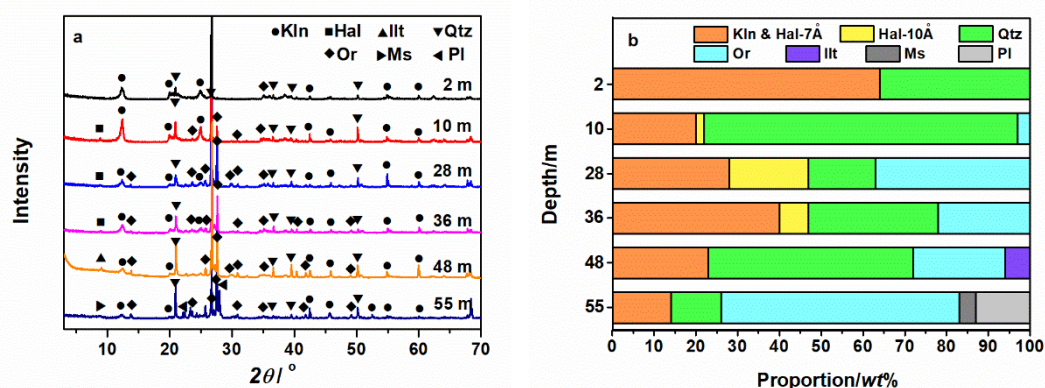 a
●Kln ■Hal ▲Ilt ▼Qtz
◆Or ►Ms ◄Pl
2 m
10 m
28 m
36 m
48 m
55 m
Intensity
10 20 30 40 50 60 70
2θ/ °
b
Kln & Hal-7Å Hal-10Å Qtz
Or Ilt Ms Pl
2
10
28
36
48
55
Depth/m
0 10 20 30 40 50 60 70 80 90 100
Proportion/wt%